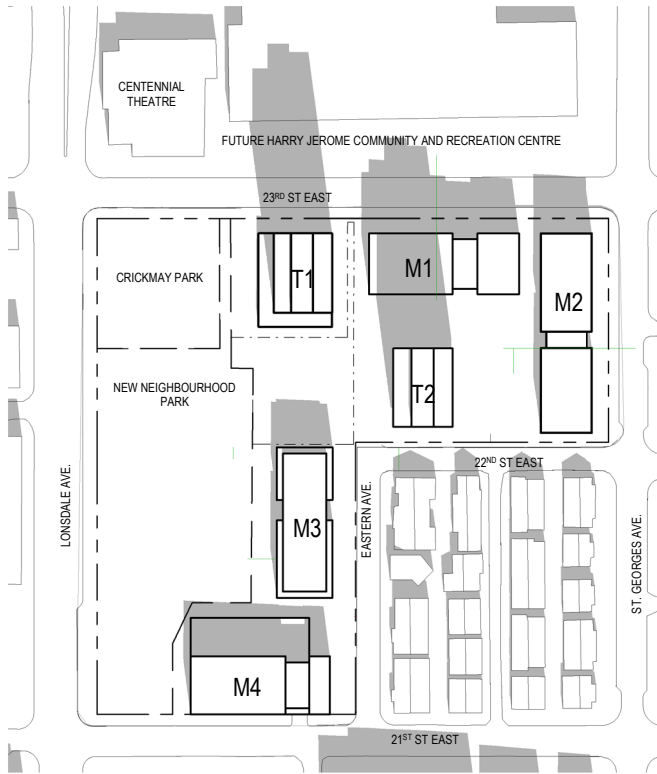 CENTENNIAL
THEATRE
FUTURE HARRY JEROME COMMUNITY AND RECREATION CENTRE
23RD ST EAST
CRICKMAY PARK
T1
M1
M2
NEW NEIGHBOURHOOD
PARK
T2
22ND ST EAST
LONSDALE AVE.
EASTERN AVE.
ST. GEORGES AVE.
M3
M4
21ST ST EAST